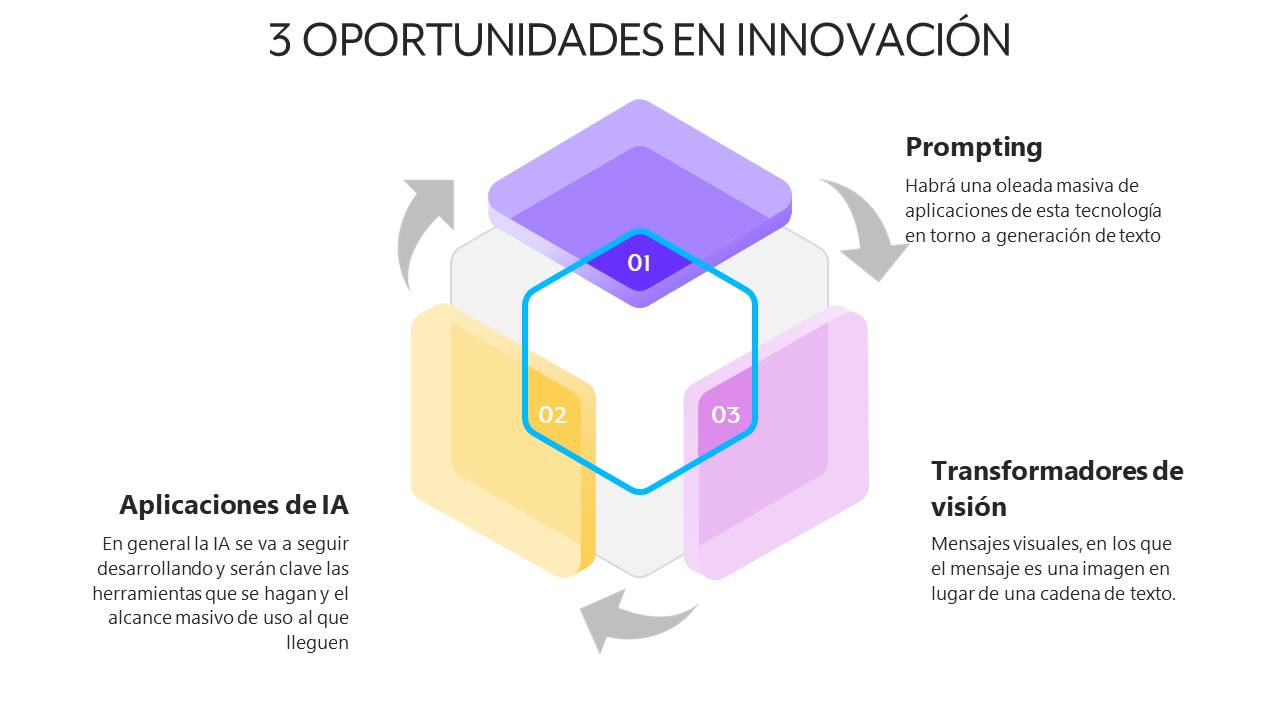 3 OPORTUNIDADES EN INNOVACIÓN
01
Prompting
Habrá una oleada masiva de
aplicaciones de esta tecnología
en torno a generación de texto
02
Aplicaciones de IA
En general la IA se va a seguir
desarrollando y serán clave las
herramientas que se hagan y el
alcance masivo de uso al que
lleguen
03
Transformadores de
visión
Mensajes visuales, en los que
el mensaje es una imagen en
lugar de una cadena de texto.